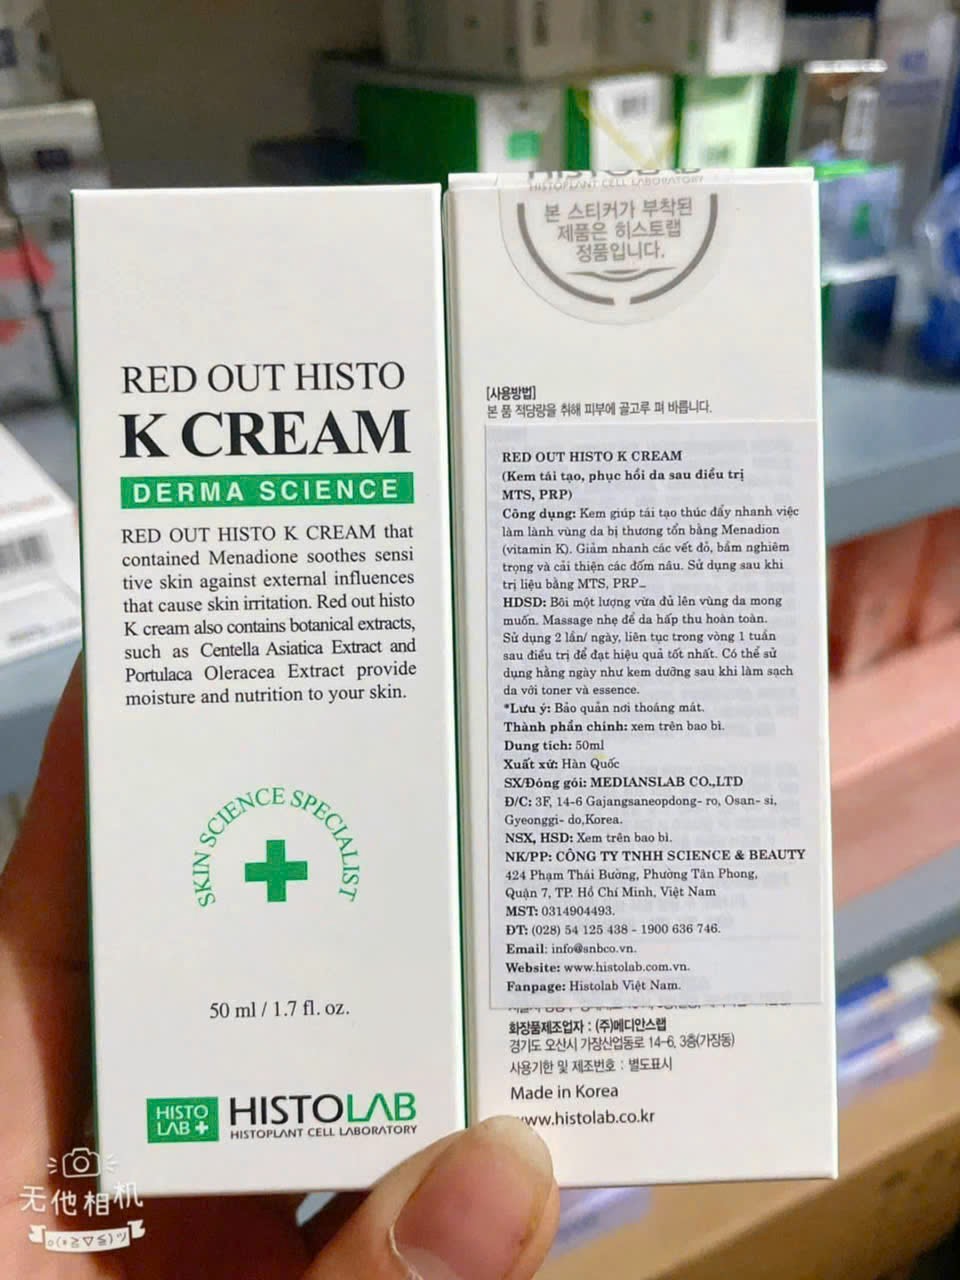 RED OUT HISTO
K CREAM
DERMA SCIENCE
RED OUT HISTO K CREAM that
contained Menadione soothes sensi
tive skin against external influences
that cause skin irritation. Red out histo
K cream also contains botanical extracts,
such as Centella Asiatica Extract and
Portulaca Oleracea Extract provide
moisture and nutrition to your skin.
SKIN SCIENCE SPECIALIST
50 ml / 1.7 fl. oz.
HISTO
LAB
HISTOLAB
HISTOPLANT CELL LABORATORY
HISTOLAB
HISTOPLANT CELL LABORATORY
본 스티커가 부착된
제품은 히스토랩
정품입니다.
[사용방법]
본 품 적당량을 취해 피부에 골고루 펴 바릅니다.
RED OUT HISTO K CREAM
(Kem tái tạo, phục hồi da sau điều trị
MTS, PRP)
Công dụng: Kem giúp tái tạo thúc đẩy nhanh việc
làm lành vùng da bị thương tổn bằng Menadion
(vitamin K). Giảm nhanh các vết đỏ, bầm nghiêm
trọng và cải thiện các đốm nâu. Sử dụng sau khi
trị liệu bằng MTS, PRP...
HDSD: Bôi một lượng vừa đủ lên vùng da mong
muốn. Massage nhẹ để da hấp thu hoàn toàn.
Sử dụng 2 lần/ ngày, liên tục trong vòng 1 tuần
sau điều trị để đạt hiệu quả tốt nhất. Có thể sử
dụng hằng ngày như kem dưỡng sau khi làm sạch
da với toner và essence.
*Lưu ý: Bảo quản nơi thoáng mát.
Thành phần chính: xem trên bao bì.
Dung tích: 50ml
Xuất xứ: Hàn Quốc
SX/Đóng gói: MEDIANSLAB CO.,LTD
Đ/C: 3F, 14-6 Gajangsaneopdong- ro, Osan- si,
Gyeonggi- do,Korea.
NSX, HSD: Xem trên bao bì.
NK/PP: CÔNG TY TNHH SCIENCE & BEAUTY
424 Phạm Thái Bường, Phường Tân Phong,
Quận 7, TP. Hồ Chí Minh, Việt Nam
MST: 0314904493.
ĐT: (028) 54 125 438 - 1900 636 746.
Email: info@snbco.vn.
Website: www.histolab.com.vn.
Fanpage: Histolab Việt Nam.
화장품제조업자 : (주)메디안스랩
경기도 오산시 가장산업동로 14-6, 3층(가장동)
사용기한 및 제조번호 : 별도표시
Made in Korea
www.histolab.co.kr
无他相机